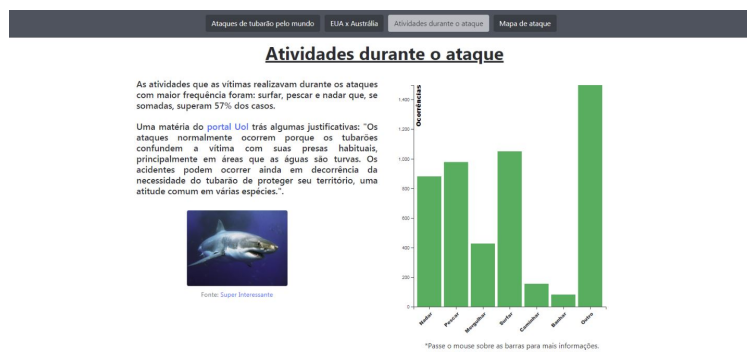 Ataques de tubarão pelo mundo EUA x Austrália Atividades durante o ataque Mapa de ataque
Atividades durante o ataque
As atividades que as vítimas realizavam durante os ataques
com maior frequência foram: surfar, pescar e nadar que, se
somadas, superam 57% dos casos.
Uma matéria do portal Uol trás algumas justificativas: "Os
ataques normalmente ocorrem porque os tubarões
confundem a vítima com suas presas habituais,
principalmente em áreas que as águas são turvas. Os
acidentes podem ocorrer ainda em decorrência da
necessidade do tubarão de proteger seu território, uma
atitude comum em várias espécies.".
Fonte: Super Interessante
Ocorrências
1,400
1,200
1,000
800
600
400
200
0
Nadar Pescar Mergulhar Surfar Caminhar Banhar Outro
*Passe o mouse sobre as barras para mais informações.